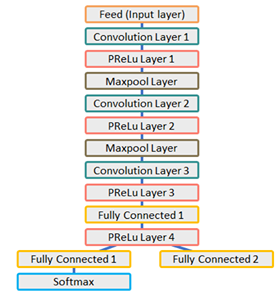 Feed (Input layer)
Convolution Layer 1
PReLu Layer 1
Maxpool Layer
Convolution Layer 2
PReLu Layer 2
Maxpool Layer
Convolution Layer 3
PReLu Layer 3
Fully Connected 1
PReLu Layer 4
Fully Connected 1
Fully Connected 2
Softmax